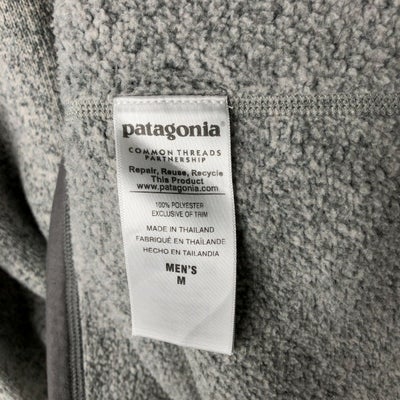 patagonia®
COMMON THREADS
PARTNERSHIP
Repair, Reuse, Recycle
This Product
www.patagonia.com
100% POLYESTER
EXCLUSIVE OF TRIM
MADE IN THAILAND
FABRIQUÉ EN THAÏLANDE
HECHO EN TAILANDIA
MEN'S
M